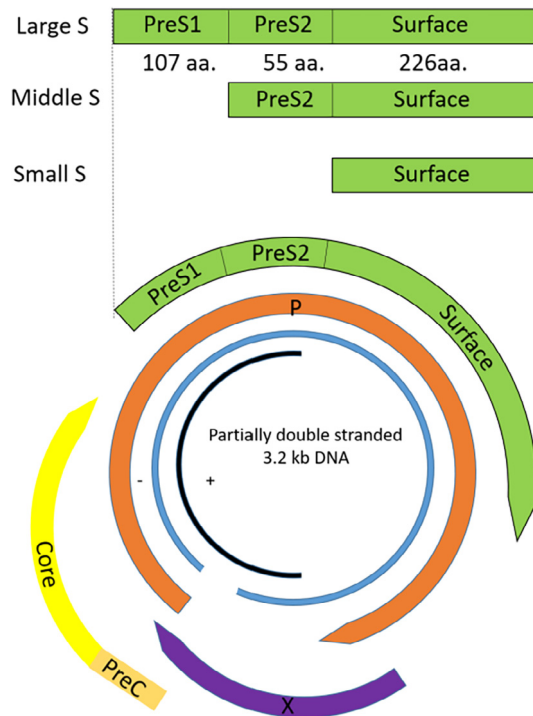 Large S PreS1 PreS2 Surface
107 aa. 55 aa. 226aa.
Middle S PreS2 Surface
Small S Surface
PreS1 PreS2 Surface
P
Partially double stranded
3.2 kb DNA
- +
Core
PreC
X